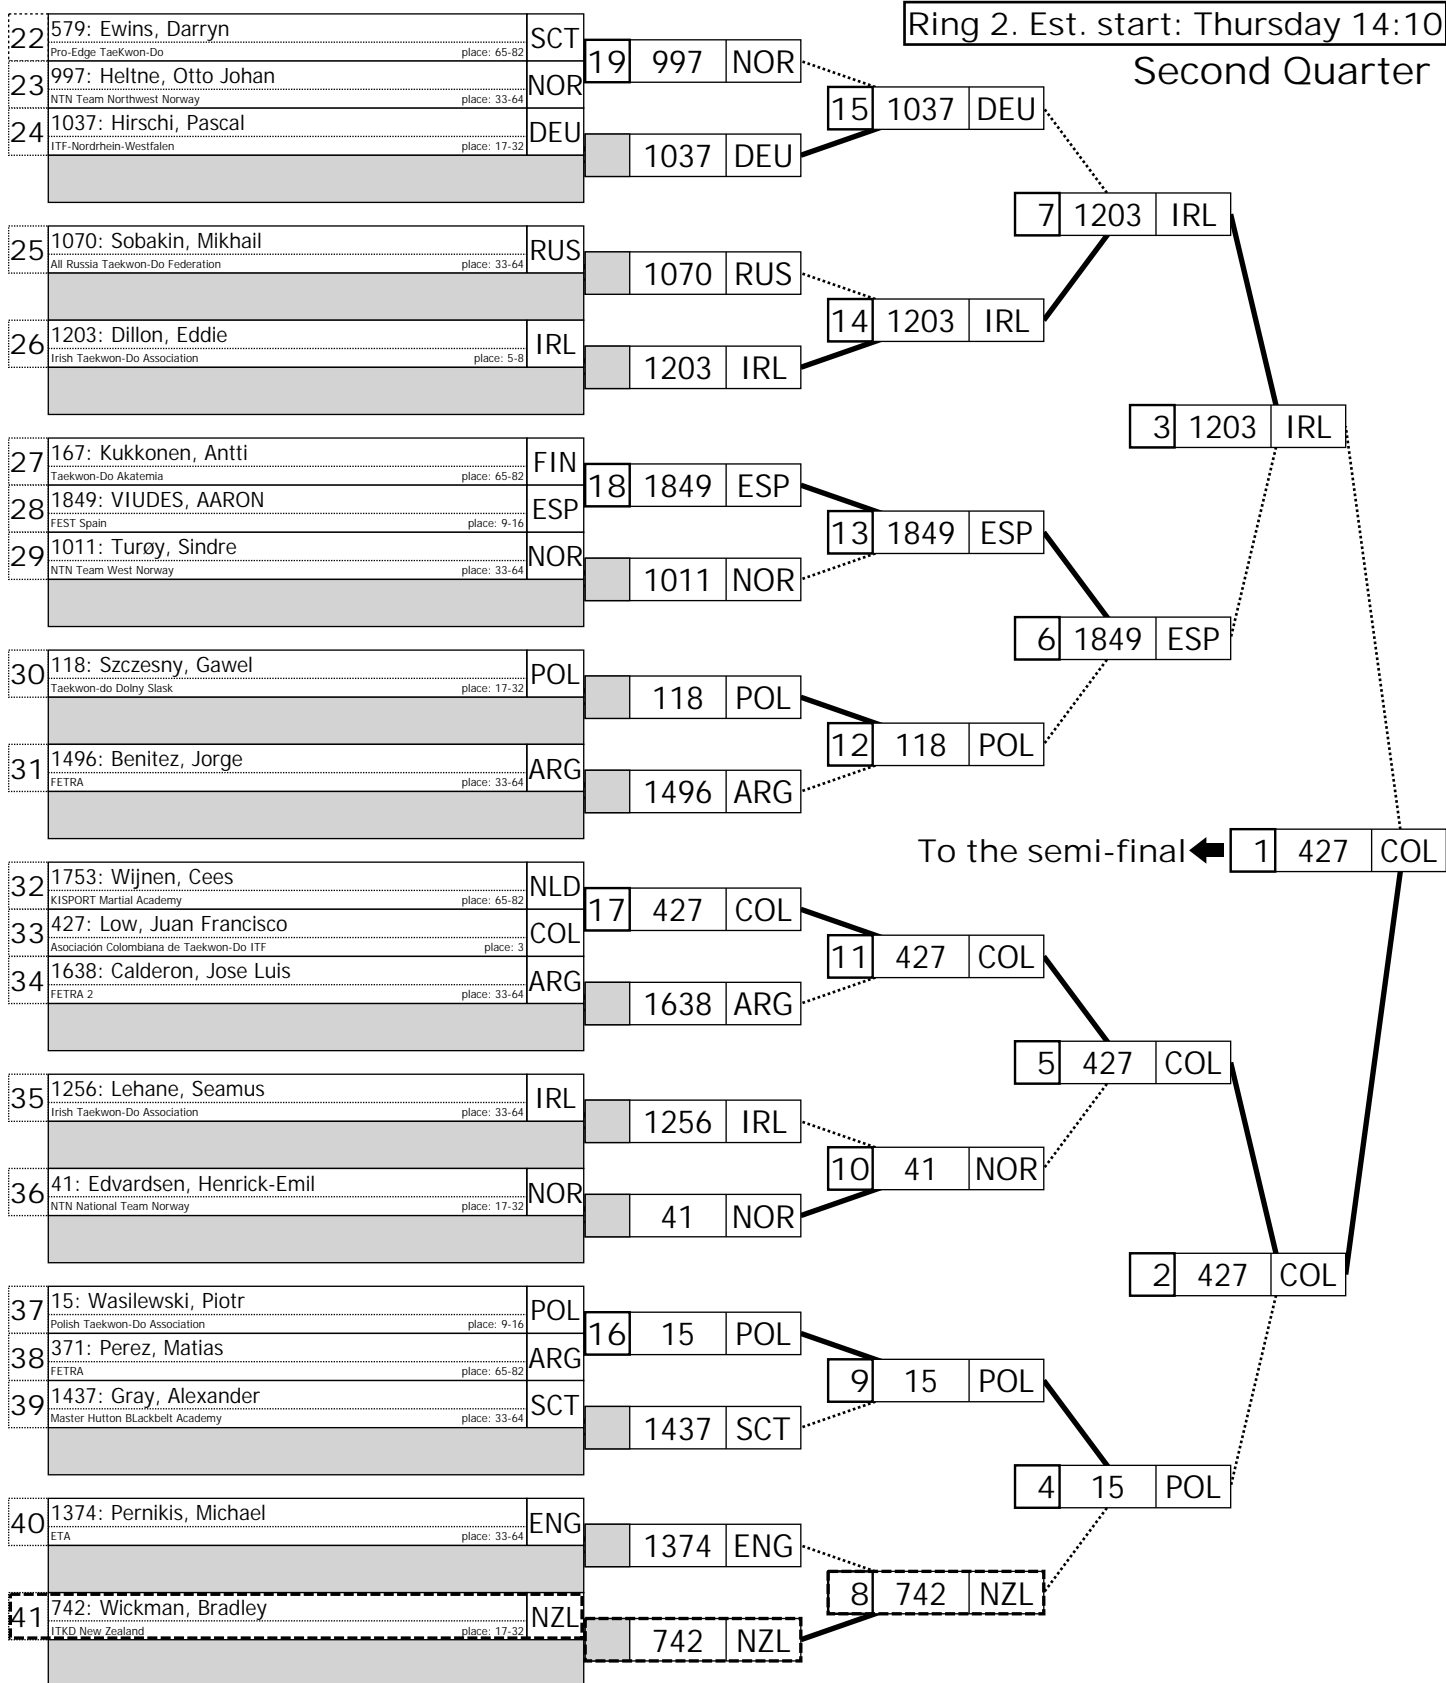 Ring 2. Est. start: Thursday 14:10
Second Quarter
22 579: Ewins, Darryn SCT
Pro-Edge TaeKwon-Do place: 65-82
23 997: Heltne, Otto Johan NOR
NTN Team Northwest Norway place: 33-64
24 1037: Hirschi, Pascal DEU
ITF-Nordrhein-Westfalen place: 17-32
25 1070: Sobakin, Mikhail RUS
All Russia Taekwon-Do Federation place: 33-64
26 1203: Dillon, Eddie IRL
Irish Taekwon-Do Association place: 5-8
27 167: Kukkonen, Antti FIN
Taekwon-Do Akatemia place: 65-82
28 1849: VIUDES, AARON ESP
FEST Spain place: 9-16
29 1011: Turøy, Sindre NOR
NTN Team West Norway place: 33-64
30 118: Szczesny, Gawel POL
Taekwon-do Dolny Slask place: 17-32
31 1496: Benitez, Jorge ARG
FETRA place: 33-64
32 1753: Wijnen, Cees NLD
KISPORT Martial Academy place: 65-82
33 427: Low, Juan Francisco COL
Asociación Colombiana de Taekwon-Do ITF place: 3
34 1638: Calderon, Jose Luis ARG
FETRA 2 place: 33-64
35 1256: Lehane, Seamus IRL
Irish Taekwon-Do Association place: 33-64
36 41: Edvardsen, Henrick-Emil NOR
NTN National Team Norway place: 17-32
37 15: Wasilewski, Piotr POL
Polish Taekwon-Do Association place: 9-16
38 371: Perez, Matias ARG
FETRA place: 65-82
39 1437: Gray, Alexander SCT
Master Hutton BLackbelt Academy place: 33-64
40 1374: Pernikis, Michael ENG
ETA place: 33-64
41 742: Wickman, Bradley NZL
ITKD New Zealand place: 17-32
19 997 NOR
1037 DEU
1070 RUS
1203 IRL
18 1849 ESP
1011 NOR
118 POL
1496 ARG
17 427 COL
1638 ARG
1256 IRL
41 NOR
16 15 POL
1437 SCT
1374 ENG
742 NZL
15 1037 DEU
14 1203 IRL
13 1849 ESP
12 118 POL
11 427 COL
10 41 NOR
9 15 POL
8 742 NZL
7 1203 IRL
6 1849 ESP
5 427 COL
4 15 POL
3 1203 IRL
2 427 COL
To the semi-final 1 427 COL